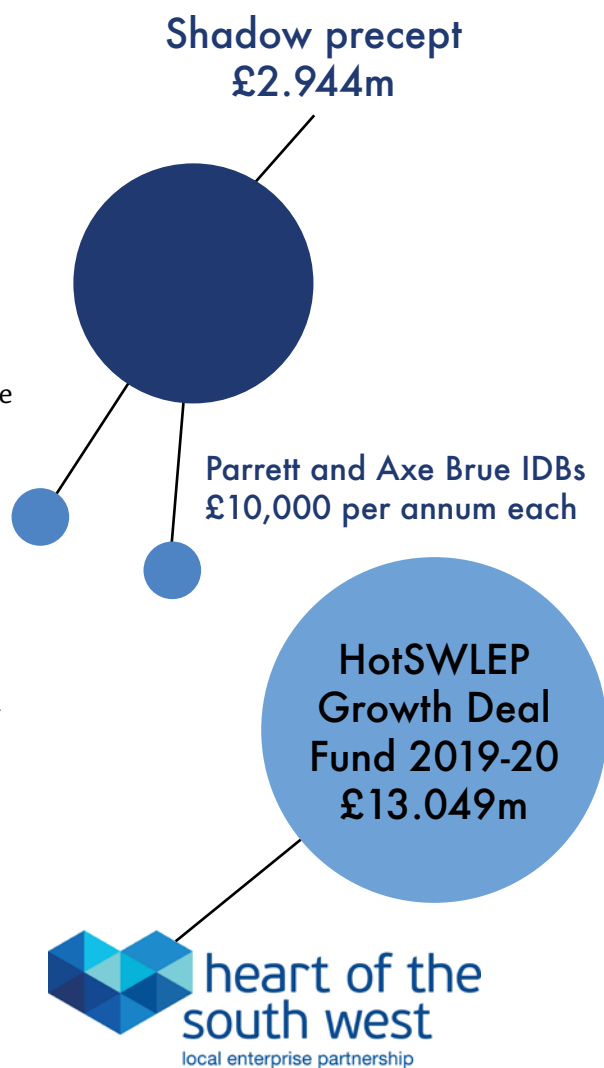 Shadow precept
£2.944m
e
Parrett and Axe Brue IDBs
£10,000 per annum each
HotSWLEP
Growth Deal
Fund 2019-20
£13.049m
heart of the
south west
local enterprise partnership